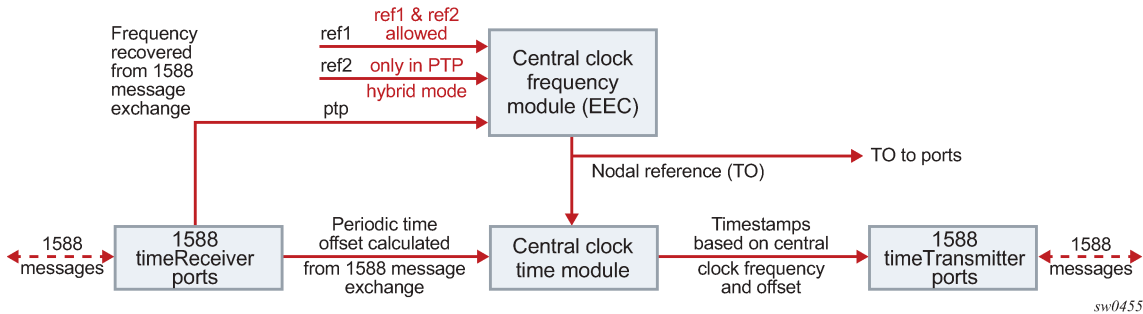 Frequency
recovered
from 1588
message
exchange
ref1
ref1 & ref2
allowed
ref2
only in PTP
hybrid mode
ptp
Central clock
frequency
module (EEC)
TO to ports
Nodal reference (TO)
1588
messages
1588
timeReceiver
ports
Periodic time
offset calculated
from 1588 message
exchange
Central clock
time module
Timestamps
based on central
clock frequency
and offset
1588
timeTransmitter
ports
1588
messages
sw0455